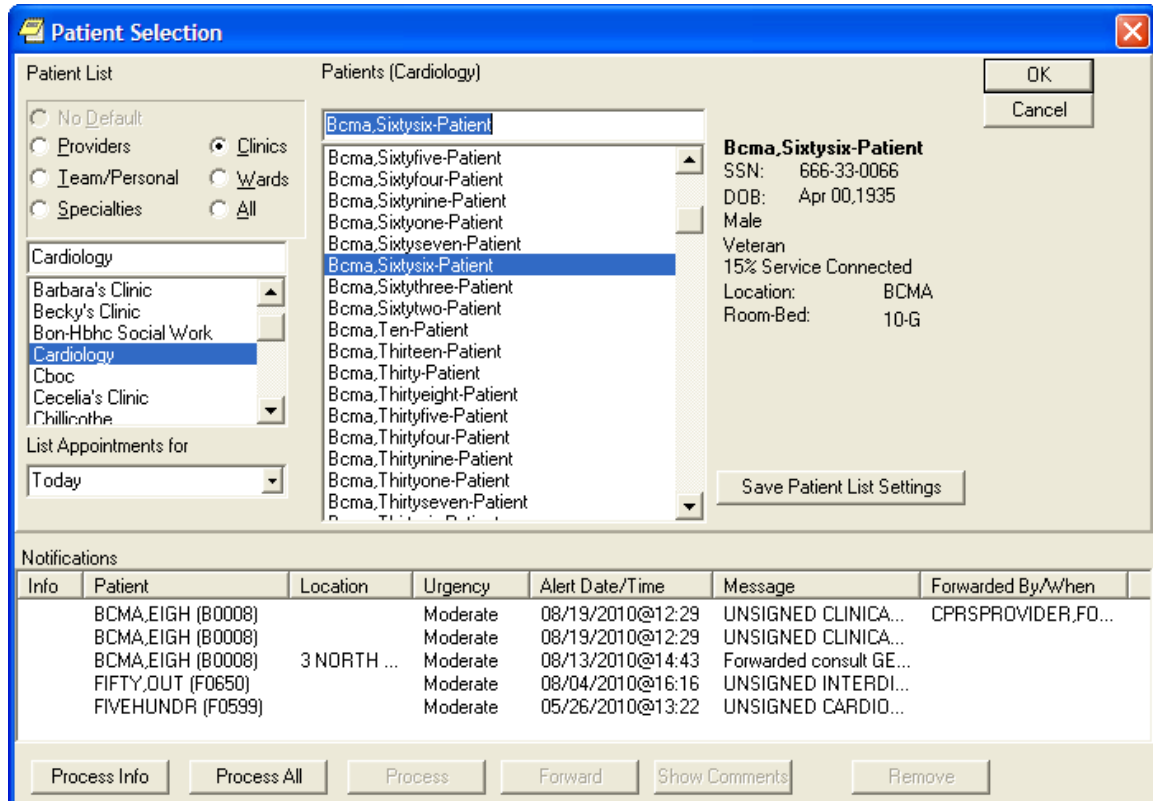 Patient Selection
Patient List
No Default
Providers
Clinics
Team/Personal
Wards
Specialties
All
Cardiology
Barbara's Clinic
Becky's Clinic
Bon-Hbhc Social Work
Cardiology
Cboc
Cecelia's Clinic
Chillicothe
List Appointments for
Today
Patients (Cardiology)
Bcma,Sixtysix-Patient
Bcma,Sixtyfive-Patient
Bcma,Sixtyfour-Patient
Bcma,Sixtynine-Patient
Bcma,Sixtyone-Patient
Bcma,Sixtyseven-Patient
Bcma,Sixtysix-Patient
Bcma,Sixtythree-Patient
Bcma,Sixtytwo-Patient
Bcma,Ten-Patient
Bcma,Thirteen-Patient
Bcma,Thirty-Patient
Bcma,Thirtyeight-Patient
Bcma,Thirtyfive-Patient
Bcma,Thirtyfour-Patient
Bcma,Thirtynine-Patient
Bcma,Thirtyone-Patient
Bcma,Thirtyseven-Patient
OK
Cancel
Bcma,Sixtysix-Patient
SSN: 666-33-0066
DOB: Apr 00,1935
Male
Veteran
15% Service Connected
Location: BCMA
Room-Bed: 10-G
Save Patient List Settings
Notifications
Info Patient Location Urgency Alert Date/Time Message Forwarded By/When
BCMA,EIGH (B0008) Moderate 08/19/2010@12:29 UNSIGNED CLINICA... CPRSPROVIDER,FO...
BCMA,EIGH (B0008) Moderate 08/19/2010@12:29 UNSIGNED CLINICA...
BCMA,EIGH (B0008) 3 NORTH ... Moderate 08/13/2010@14:43 Forwarded consult GE...
FIFTY,OUT (F0650) Moderate 08/04/2010@16:16 UNSIGNED INTERDI...
FIVEHUNDR (F0599) Moderate 05/26/2010@13:22 UNSIGNED CARDIO...
Process Info Process All Process Forward Show Comments Remove